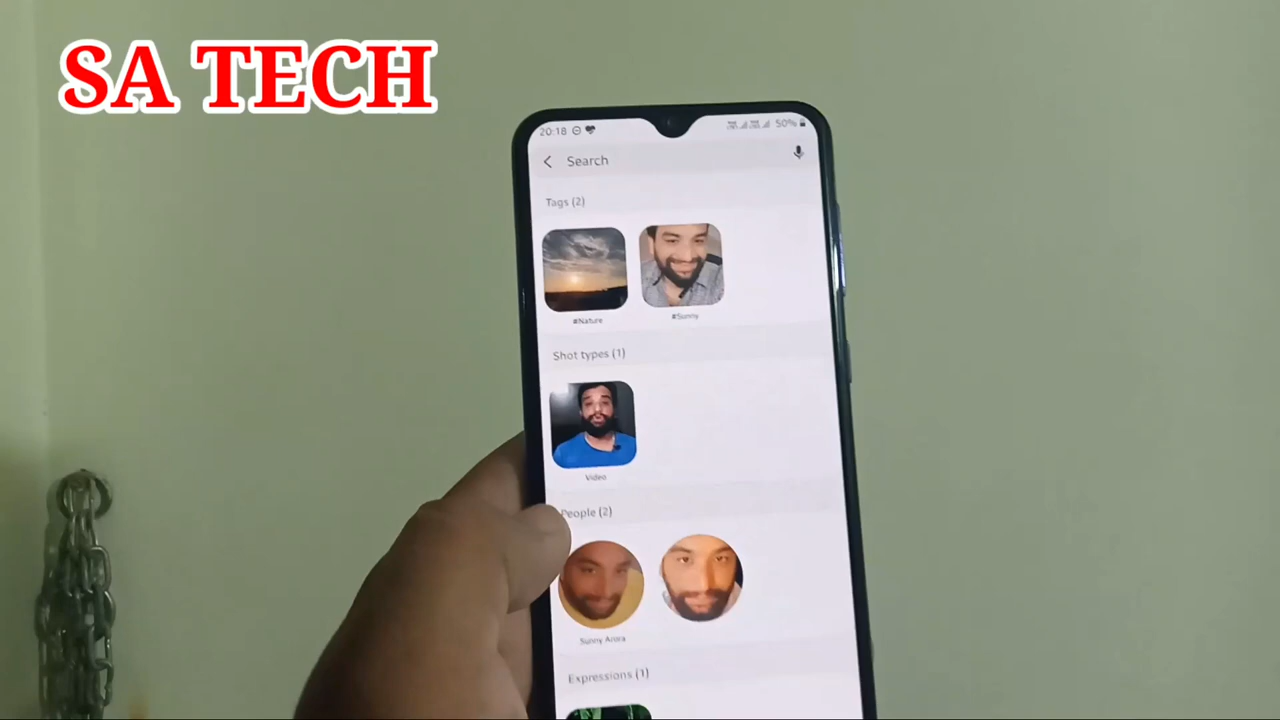 SA TECH
20:18
50%
Search
Tags (2)
#Nature
#Sunny
Shot types (1)
Video
People (2)
Sunny Arora
Expressions (1)